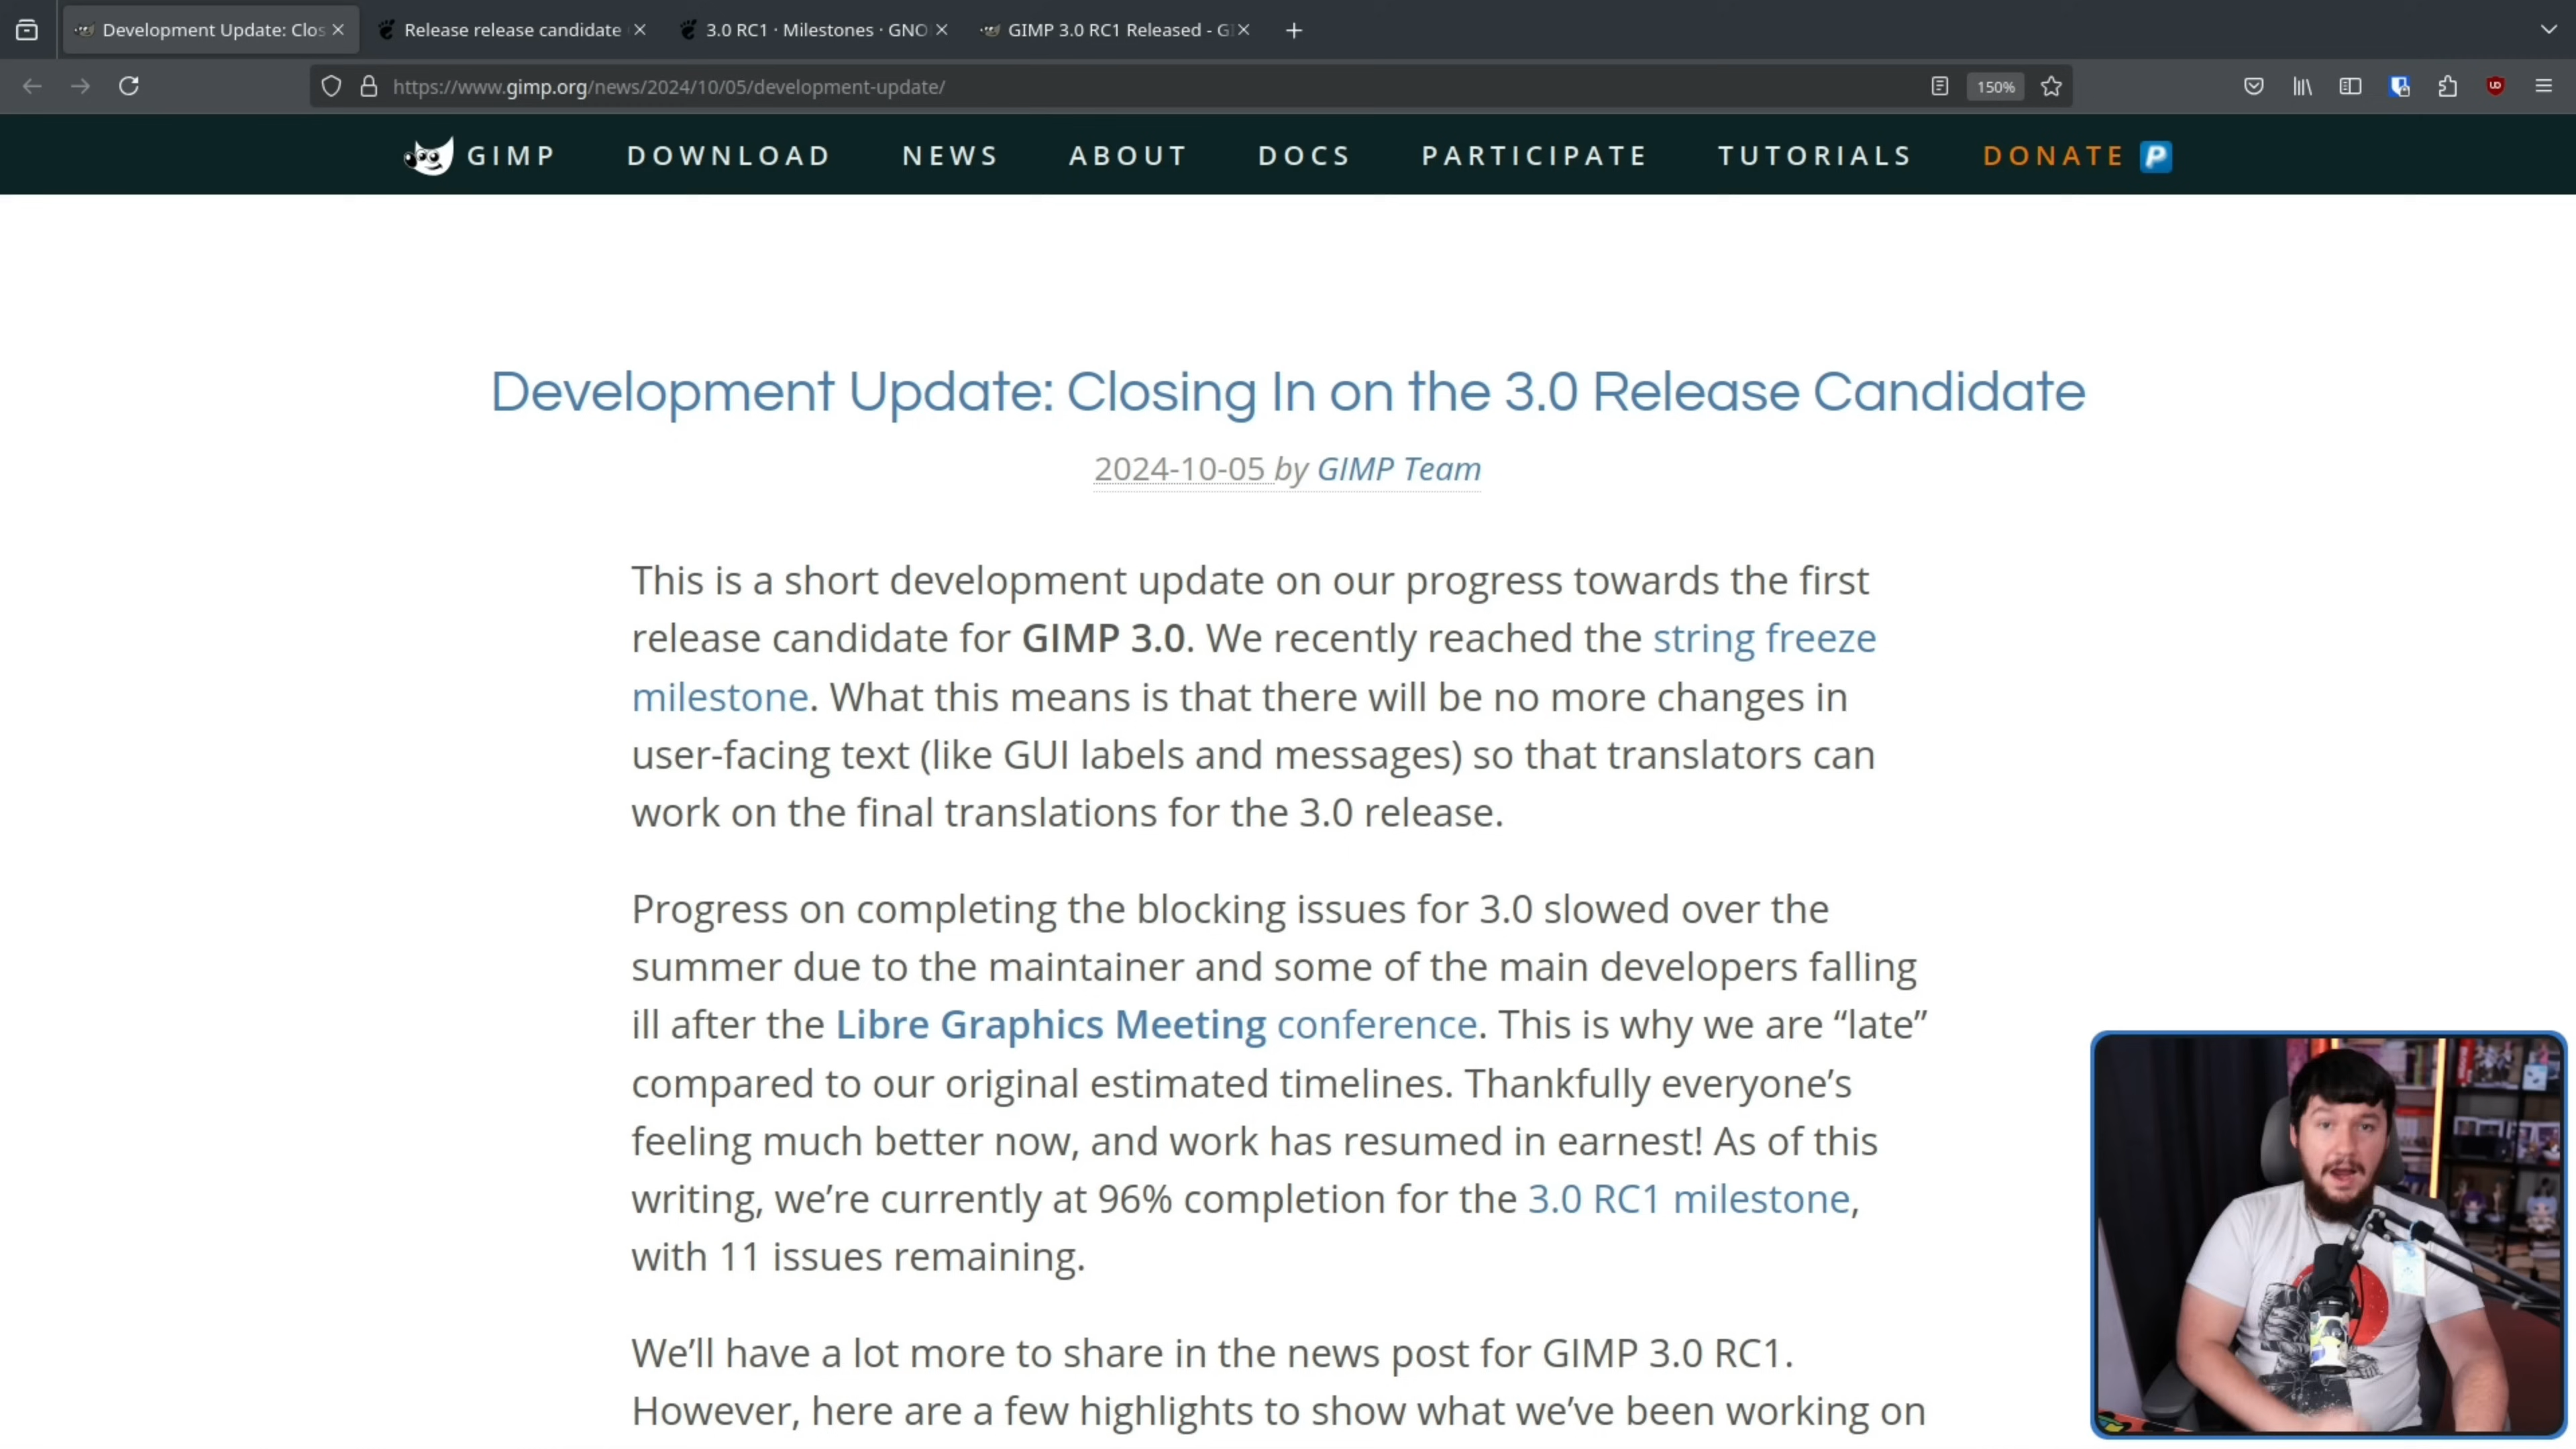 Development Update: Clos
Release release candidate
3.0 RC1 · Milestones · GNO
GIMP 3.0 RC1 Released - G
https://www.gimp.org/news/2024/10/05/development-update/
150%
GIMP DOWNLOAD NEWS ABOUT DOCS PARTICIPATE TUTORIALS DONATE
Development Update: Closing In on the 3.0 Release Candidate
2024-10-05 by GIMP Team
This is a short development update on our progress towards the first
release candidate for GIMP 3.0. We recently reached the string freeze
milestone. What this means is that there will be no more changes in
user-facing text (like GUI labels and messages) so that translators can
work on the final translations for the 3.0 release.
Progress on completing the blocking issues for 3.0 slowed over the
summer due to the maintainer and some of the main developers falling
ill after the Libre Graphics Meeting conference. This is why we are “late”
compared to our original estimated timelines. Thankfully everyone’s
feeling much better now, and work has resumed in earnest! As of this
writing, we’re currently at 96% completion for the 3.0 RC1 milestone,
with 11 issues remaining.
We’ll have a lot more to share in the news post for GIMP 3.0 RC1.
However, here are a few highlights to show what we’ve been working on